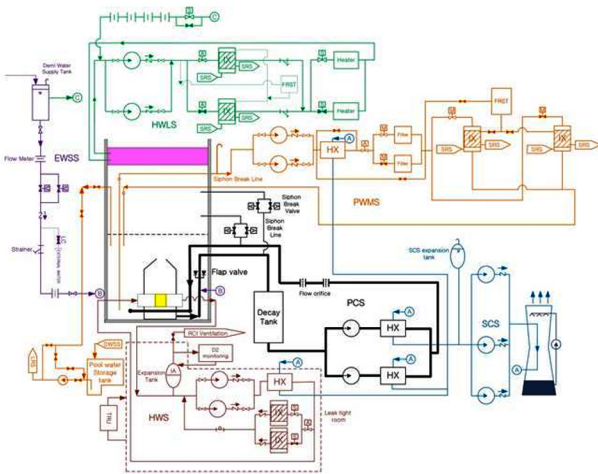 C
Demi Water
Supply Tank
C
SRS
SRS
Heater
FRST
Heater
SRS
SRS
HWLS
Flow Meter
EWSS
Strainer
B
Siphon Break Line
HX
A
Filter
Filter
FRST
SRS
SRS
SRS
PWMS
Siphon
Break
Valve
Siphon
Break
Line
SCS expansion
tank
Flap valve
B
Flow orifice
Decay
Tank
PCS
A
HX
A
HX
SCS
A
RCI Ventilation
D2
monitoring
Expansion
Tank
IA
A
HX
HWS
Leak tight
room
Pool water
Storage
tank
DWSS
SRS
TRU